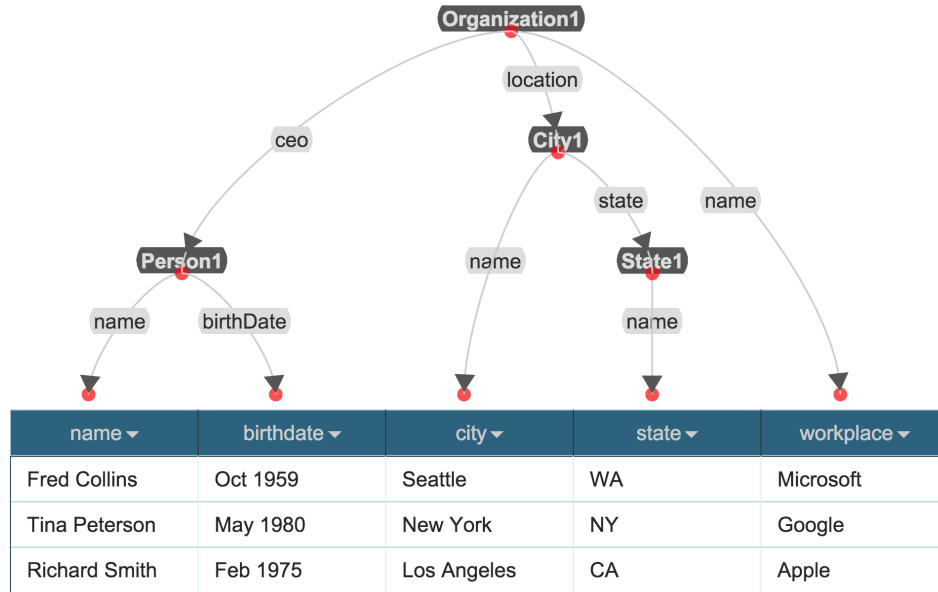 Organization1
location
ceo
City1
state
name
Person1
name
State1
name
birthDate
name
name birthdate city state workplace
Fred Collins Oct 1959 Seattle WA Microsoft
Tina Peterson May 1980 New York NY Google
Richard Smith Feb 1975 Los Angeles CA Apple